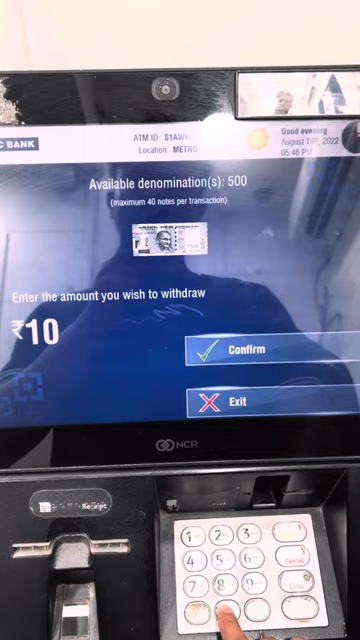 C BANK
ATM ID: S1AW
Location METRO
Good evening
August 1, 2022
05:46 PM
Available denomination(s): 500
(maximum 40 notes per transaction)
Enter the amount you wish to withdraw
₹10
Confirm
Exit
NCR
Receipt
1 2 3
Cancel
4 5 6
7 8 9